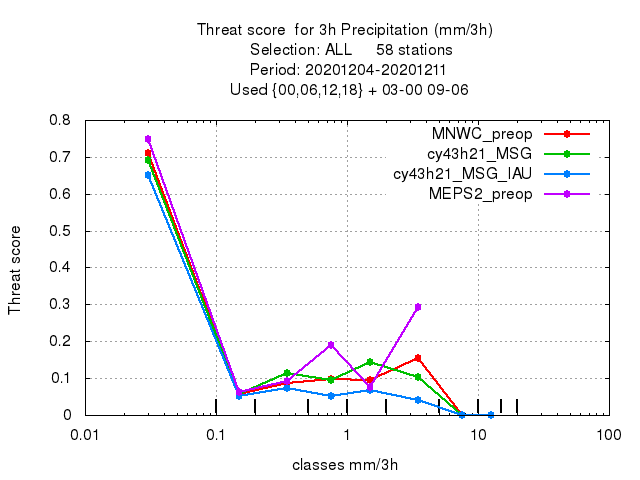 Threat score  for 3h Precipitation (mm/3h)
Selection: ALL     58 stations
Period: 20201204-20201211
Used {00,06,12,18} + 03-00 09-06
MNWC_preop
cy43h21_MSG
cy43h21_MSG_IAU
MEPS2_preop
Threat score
0.8
0.7
0.6
0.5
0.4
0.3
0.2
0.1
0
0.01 0.1 1 10 100
classes mm/3h